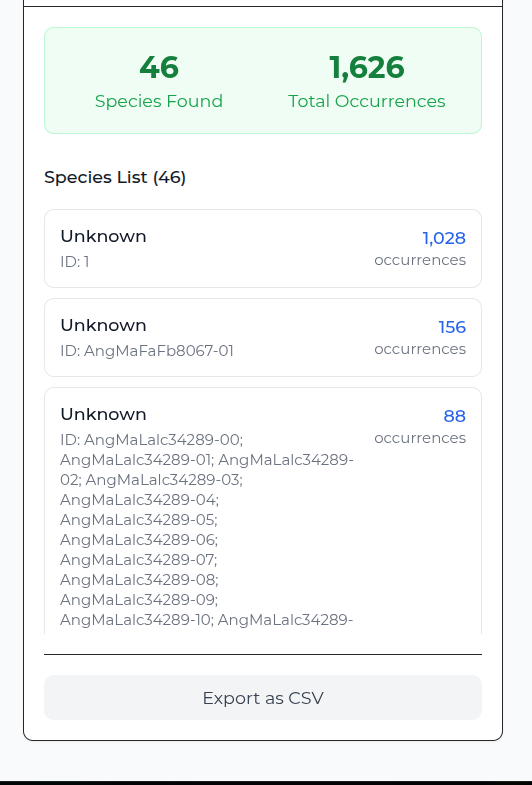 46
Species Found
1,626
Total Occurrences
Species List (46)
Unknown
1,028
ID: 1
occurrences
Unknown
156
ID: AngMaFaFb8067-01
occurrences
Unknown
88
ID: AngMaLalc34289-00;
occurrences
AngMaLalc34289-01; AngMaLalc34289-
02; AngMaLalc34289-03;
AngMaLalc34289-04;
AngMaLalc34289-05;
AngMaLalc34289-06;
AngMaLalc34289-07;
AngMaLalc34289-08;
AngMaLalc34289-09;
AngMaLalc34289-10; AngMaLalc34289-
Export as CSV